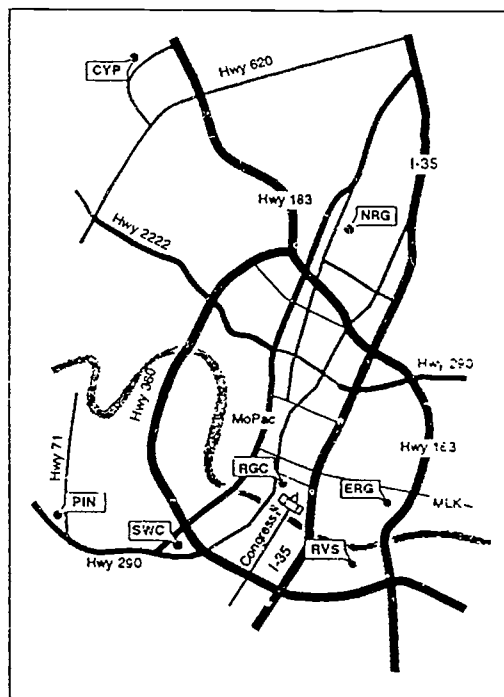 CYP
Hwy 620
I-35
Hwy 183
NRG
Hwy 2222
Hwy 290
Hwy 360
MoPac
Hwy 71
Hwy 183
RGC
ERG
MLK
PIN
SWC
Congress
RVS
I-35
Hwy 290